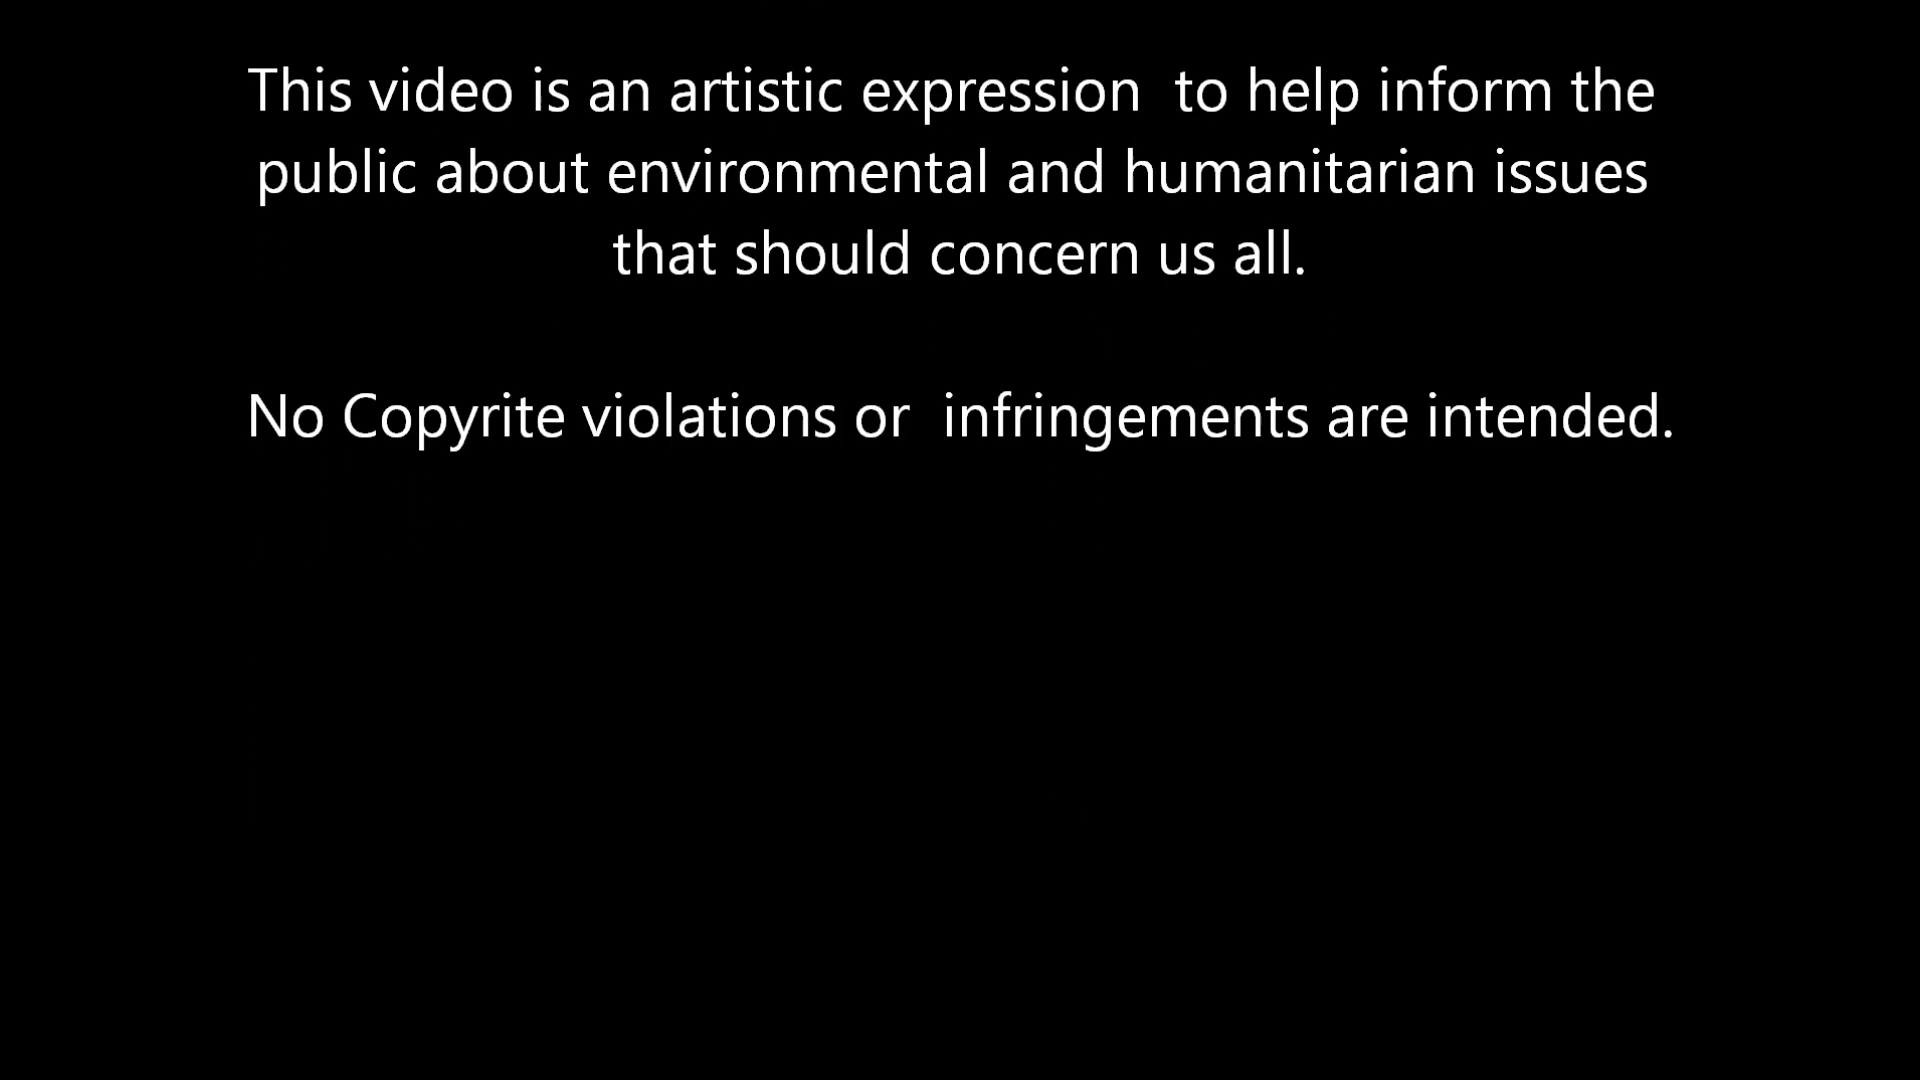 This video is an artistic expression  to help inform the
public about environmental and humanitarian issues
that should concern us all.
No Copyrite violations or  infringements are intended.